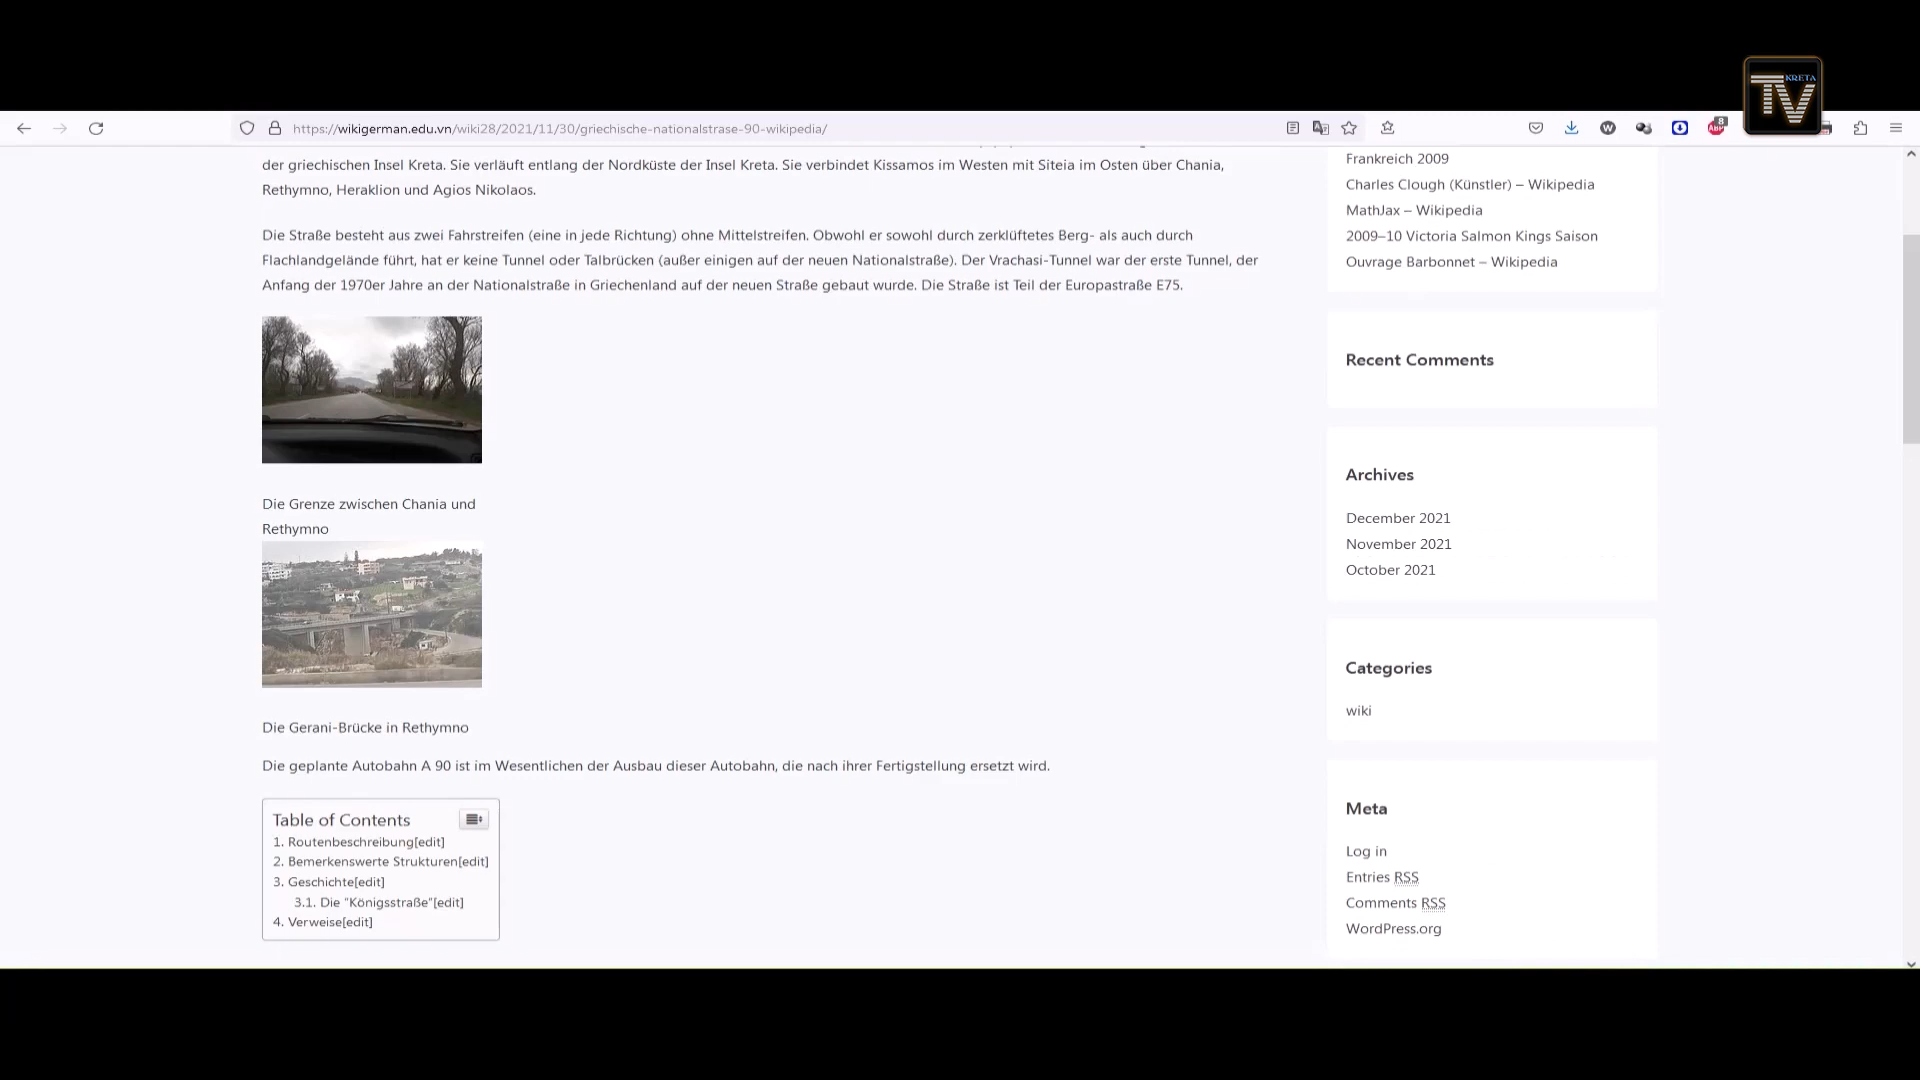 KRETA
TV
https://wikigerman.edu.vn/wiki28/2021/11/30/griechische-nationalstrase-90-wikipedia/
8
ABP
W
der griechischen Insel Kreta. Sie verläuft entlang der Nordküste der Insel Kreta. Sie verbindet Kissamos im Westen mit Siteia im Osten über Chania,
Rethymno, Heraklion und Agios Nikolaos.
Die Straße besteht aus zwei Fahrstreifen (eine in jede Richtung) ohne Mittelstreifen. Obwohl er sowohl durch zerklüftetes Berg- als auch durch
Flachlandgelände führt, hat er keine Tunnel oder Talbrücken (außer einigen auf der neuen Nationalstraße). Der Vrachasi-Tunnel war der erste Tunnel, der
Anfang der 1970er Jahre an der Nationalstraße in Griechenland auf der neuen Straße gebaut wurde. Die Straße ist Teil der Europastraße E75.
Die Grenze zwischen Chania und
Rethymno
Die Gerani-Brücke in Rethymno
Die geplante Autobahn A 90 ist im Wesentlichen der Ausbau dieser Autobahn, die nach ihrer Fertigstellung ersetzt wird.
Table of Contents
1. Routenbeschreibung[edit]
2. Bemerkenswerte Strukturen[edit]
3. Geschichte[edit]
3.1. Die “Königsstraße”[edit]
4. Verweise[edit]
Frankreich 2009
Charles Clough (Künstler) – Wikipedia
MathJax – Wikipedia
2009–10 Victoria Salmon Kings Saison
Ouvrage Barbonnet – Wikipedia
Recent Comments
Archives
December 2021
November 2021
October 2021
Categories
wiki
Meta
Log in
Entries RSS
Comments RSS
WordPress.org